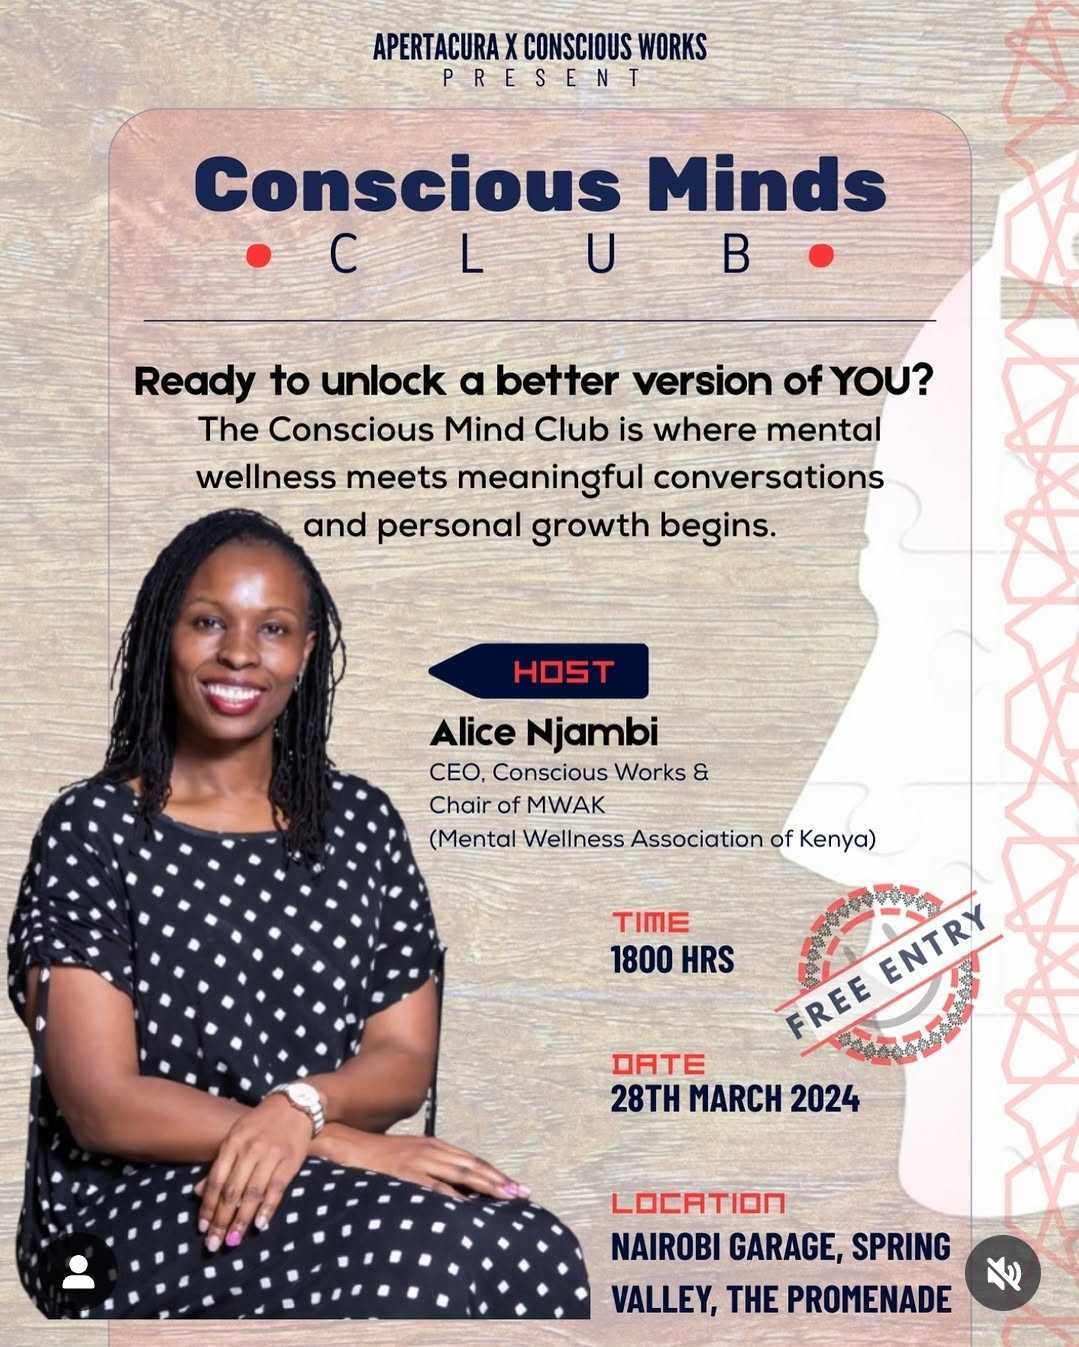 APERTACURA X CONSCIOUS WORKS
PRESENT
Conscious Minds
CLUB
Ready to unlock a better version of YOU?
The Conscious Mind Club is where mental
wellness meets meaningful conversations
and personal growth begins.
HOST
Alice Njambi
CEO, Conscious Works &
Chair of MWAK
(Mental Wellness Association of Kenya)
TIME
1800 HRS
FREE ENTRY
DATE
28TH MARCH 2024
LOCATION
NAIROBI GARAGE, SPRING
VALLEY, THE PROMENADE